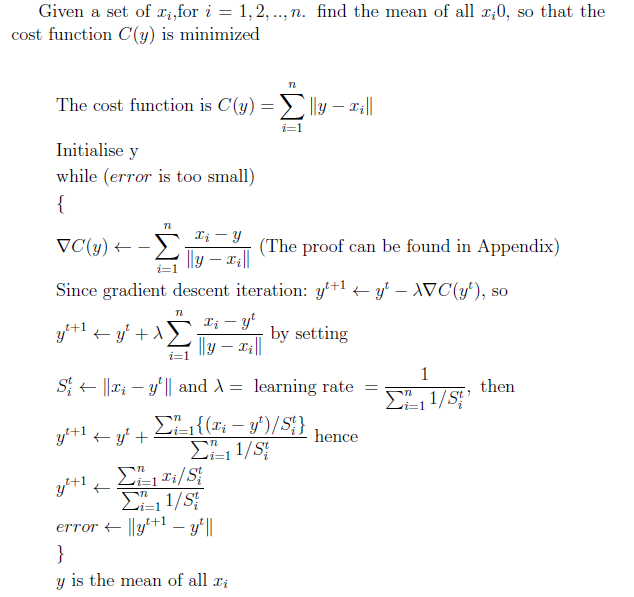 Given a set of $x_i$,for $i = 1, 2, .., n.$ find the mean of all $x_i0$, so that the
cost function $C(y)$ is minimized
The cost function is $C(y) = \sum_{i=1}^{n} \|y - x_i\|$
Initialise y
while (error is too small)
{
$\nabla C(y) \leftarrow -\sum_{i=1}^{n} \frac{x_i - y}{\|y - x_i\|}$ (The proof can be found in Appendix)
Since gradient descent iteration: $y^{t+1} \leftarrow y^t - \lambda \nabla C(y^t)$, so
$y^{t+1} \leftarrow y^t + \lambda \sum_{i=1}^{n} \frac{x_i - y^t}{\|y - x_i\|}$ by setting
$S_i^t \leftarrow \|x_i - y^t\|$ and $\lambda =$ learning rate $= \frac{1}{\sum_{i=1}^{n} 1/S_i^t}$, then
$y^{t+1} \leftarrow y^t + \frac{\sum_{i=1}^{n} \{(x_i - y^t)/S_i^t\}}{\sum_{i=1}^{n} 1/S_i^t}$ hence
$y^{t+1} \leftarrow \frac{\sum_{i=1}^{n} x_i/S_i^t}{\sum_{i=1}^{n} 1/S_i^t}$
$error \leftarrow \|y^{t+1} - y^t\|$
}
$y$ is the mean of all $x_i$